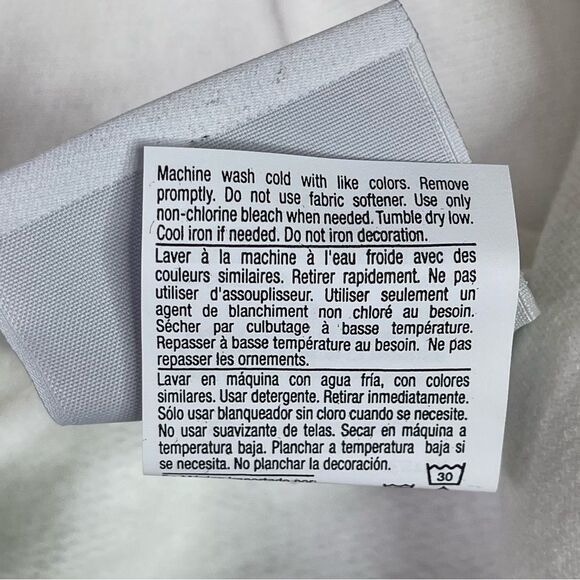 Machine wash cold with like colors. Remove
promptly. Do not use fabric softener. Use only
non-chlorine bleach when needed. Tumble dry low.
Cool iron if needed. Do not iron decoration.
Laver à la machine à l'eau froide avec des
couleurs similaires. Retirer rapidement. Ne pas
utiliser d'assouplisseur. Utiliser seulement un
agent de blanchiment non chloré au besoin.
Sécher par culbutage à basse température.
Repasser à basse température au besoin. Ne pas
repasser les ornements.
Lavar en máquina con agua fría, con colores
similares. Usar detergente. Retirar inmediatamente.
Sólo usar blanqueador sin cloro cuando se necesite.
No usar suavizante de telas. Secar en máquina a
temperatura baja. Planchar a temperatura baja si
se necesita. No planchar la decoración.
30